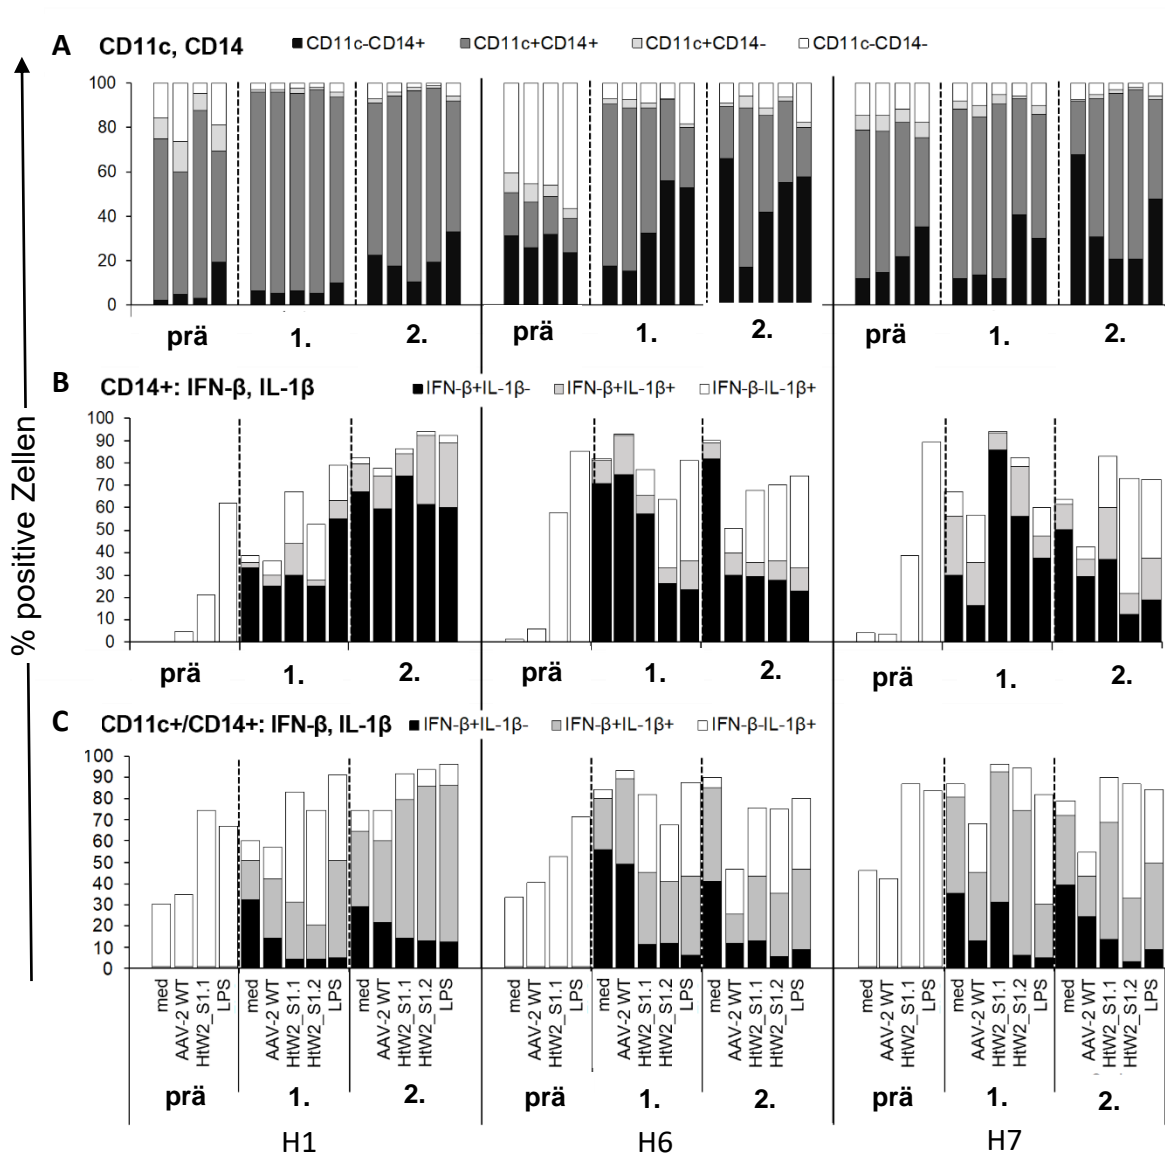 A CD11c, CD14 CD11c-CD14+ CD11c+CD14+ CD11c+CD14- CD11c-CD14-
100
80
60
40
20
0
prä 1. 2. prä 1. 2. prä 1. 2.
B CD14+: IFN-β, IL-1β IFN-β+IL-1β- IFN-β+IL-1β+ IFN-β-IL-1β+
100
90
80
70
60
50
40
30
20
10
0
% positive Zellen
prä 1. 2. prä 1. 2. prä 1. 2.
C CD11c+/CD14+: IFN-β, IL-1β IFN-β+IL-1β- IFN-β+IL-1β+ IFN-β-IL-1β+
100
90
80
70
60
50
40
30
20
10
0
med AAV-2 WT HtW2_S1.1 LPS med AAV-2 WT HtW2_S1.1 HtW2_S1.2 LPS med AAV-2 WT HtW2_S1.1 HtW2_S1.2 LPS
med AAV-2 WT HtW2_S1.1 LPS med AAV-2 WT HtW2_S1.1 HtW2_S1.2 LPS med AAV-2 WT HtW2_S1.1 HtW2_S1.2 LPS
med AAV-2 WT HtW2_S1.1 LPS med AAV-2 WT HtW2_S1.1 HtW2_S1.2 LPS med AAV-2 WT HtW2_S1.1 HtW2_S1.2 LPS
prä 1. 2. prä 1. 2. prä 1. 2.
H1 H6 H7